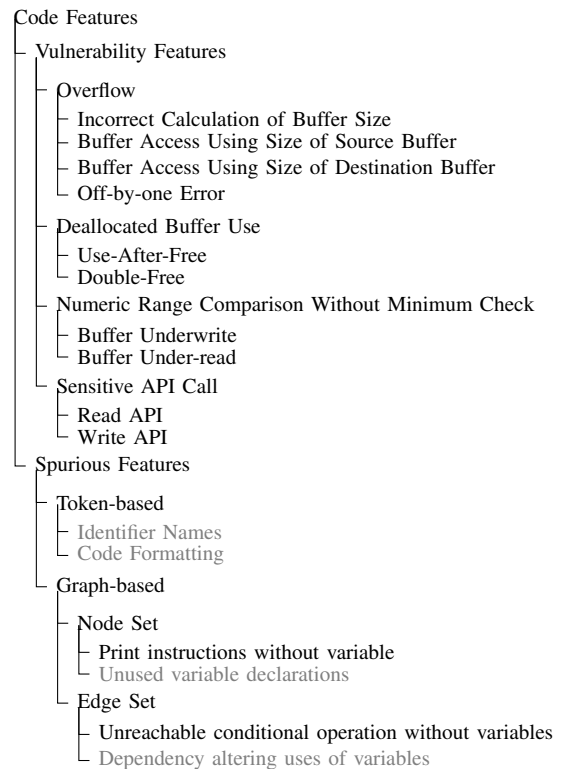 Code Features
Vulnerability Features
Overflow
Incorrect Calculation of Buffer Size
Buffer Access Using Size of Source Buffer
Buffer Access Using Size of Destination Buffer
Off-by-one Error
Deallocated Buffer Use
Use-After-Free
Double-Free
Numeric Range Comparison Without Minimum Check
Buffer Underwrite
Buffer Under-read
Sensitive API Call
Read API
Write API
Spurious Features
Token-based
Identifier Names
Code Formatting
Graph-based
Node Set
Print instructions without variable
Unused variable declarations
Edge Set
Unreachable conditional operation without variables
Dependency altering uses of variables